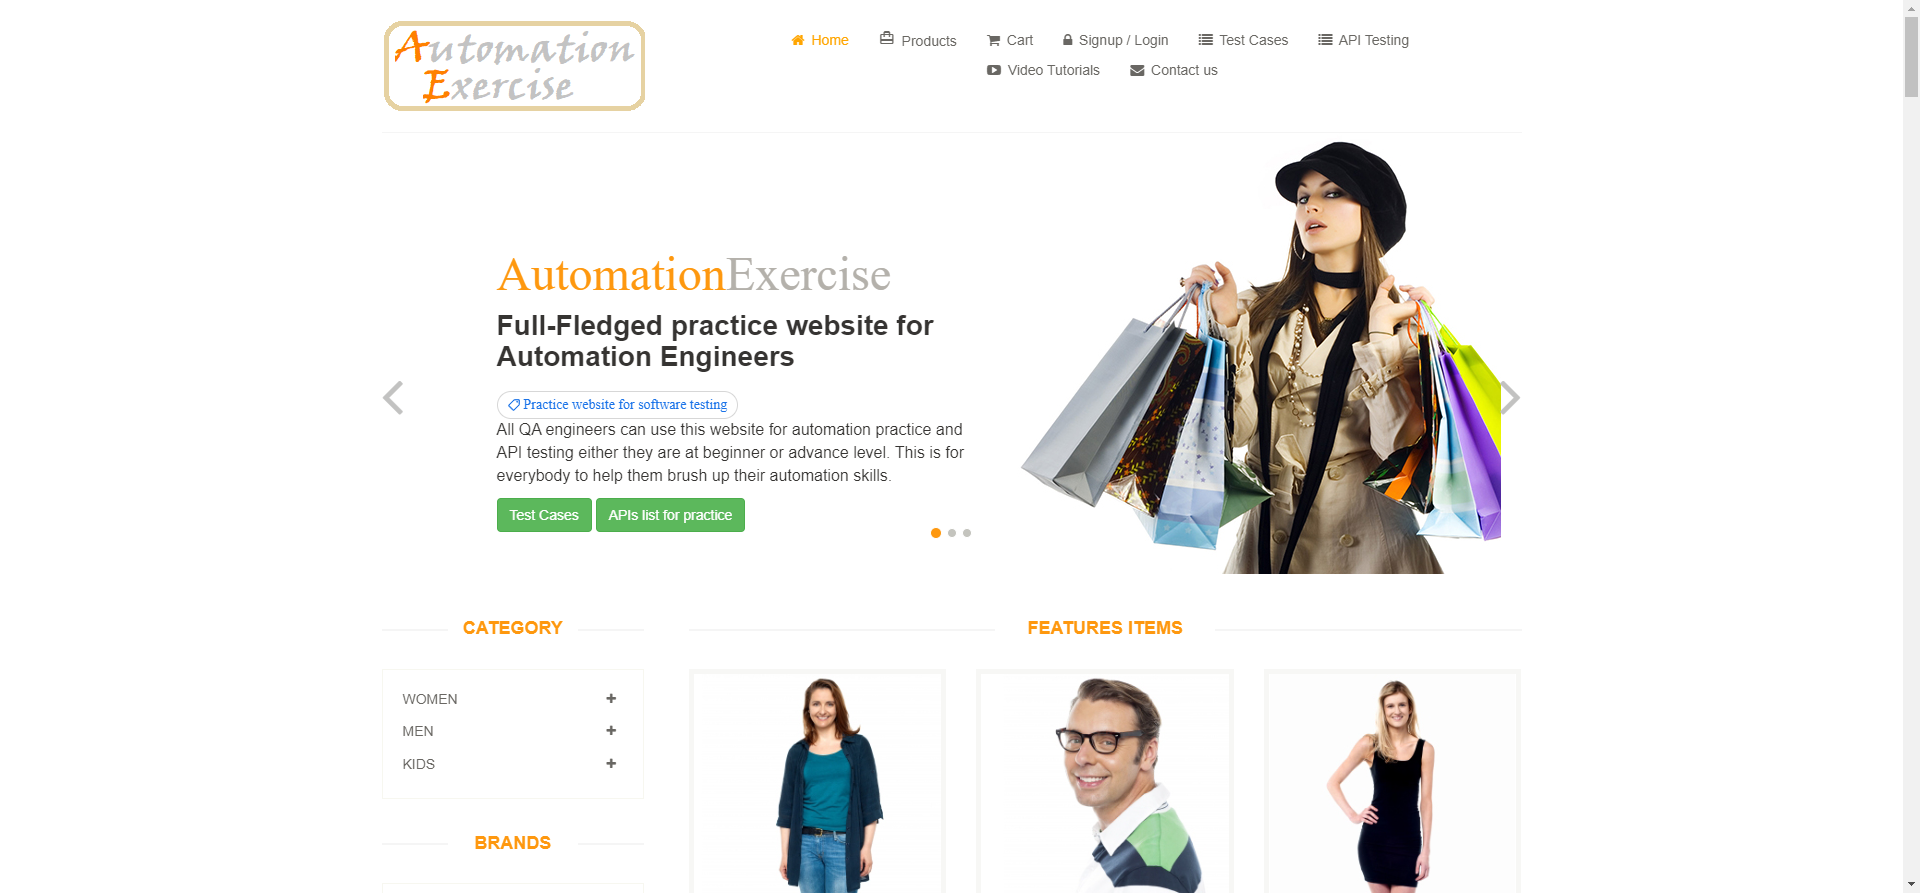 Automation
Exercise
Home
Products
Cart
Signup / Login
Test Cases
API Testing
Video Tutorials
Contact us
AutomationExercise
Full-Fledged practice website for
Automation Engineers
Practice website for software testing
All QA engineers can use this website for automation practice and
API testing either they are at beginner or advance level. This is for
everybody to help them brush up their automation skills.
Test Cases
APIs list for practice
CATEGORY
WOMEN
MEN
KIDS
BRANDS
FEATURES ITEMS